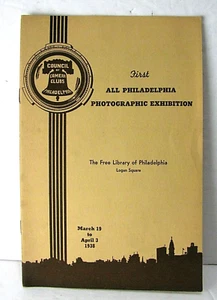 COUNCIL
OF
CAMERA
CLUBS
PHILADELPHIA
First
ALL PHILADELPHIA
PHOTOGRAPHIC EXHIBITION
The Free Library of Philadelphia
Logan Square
March 19
to
April 3
1938